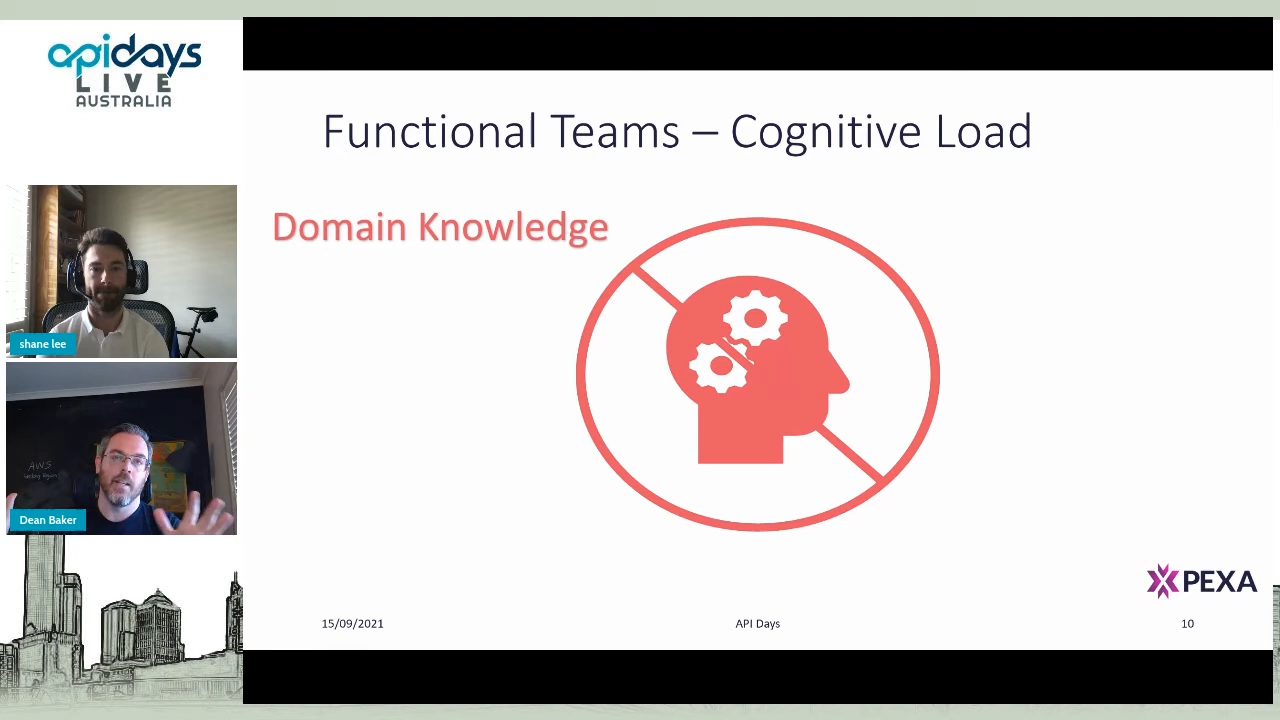 apidays
LIVE
AUSTRALIA
Functional Teams – Cognitive Load
Domain Knowledge
shane lee
AWS
Dean Baker
PEXA
15/09/2021
API Days
10